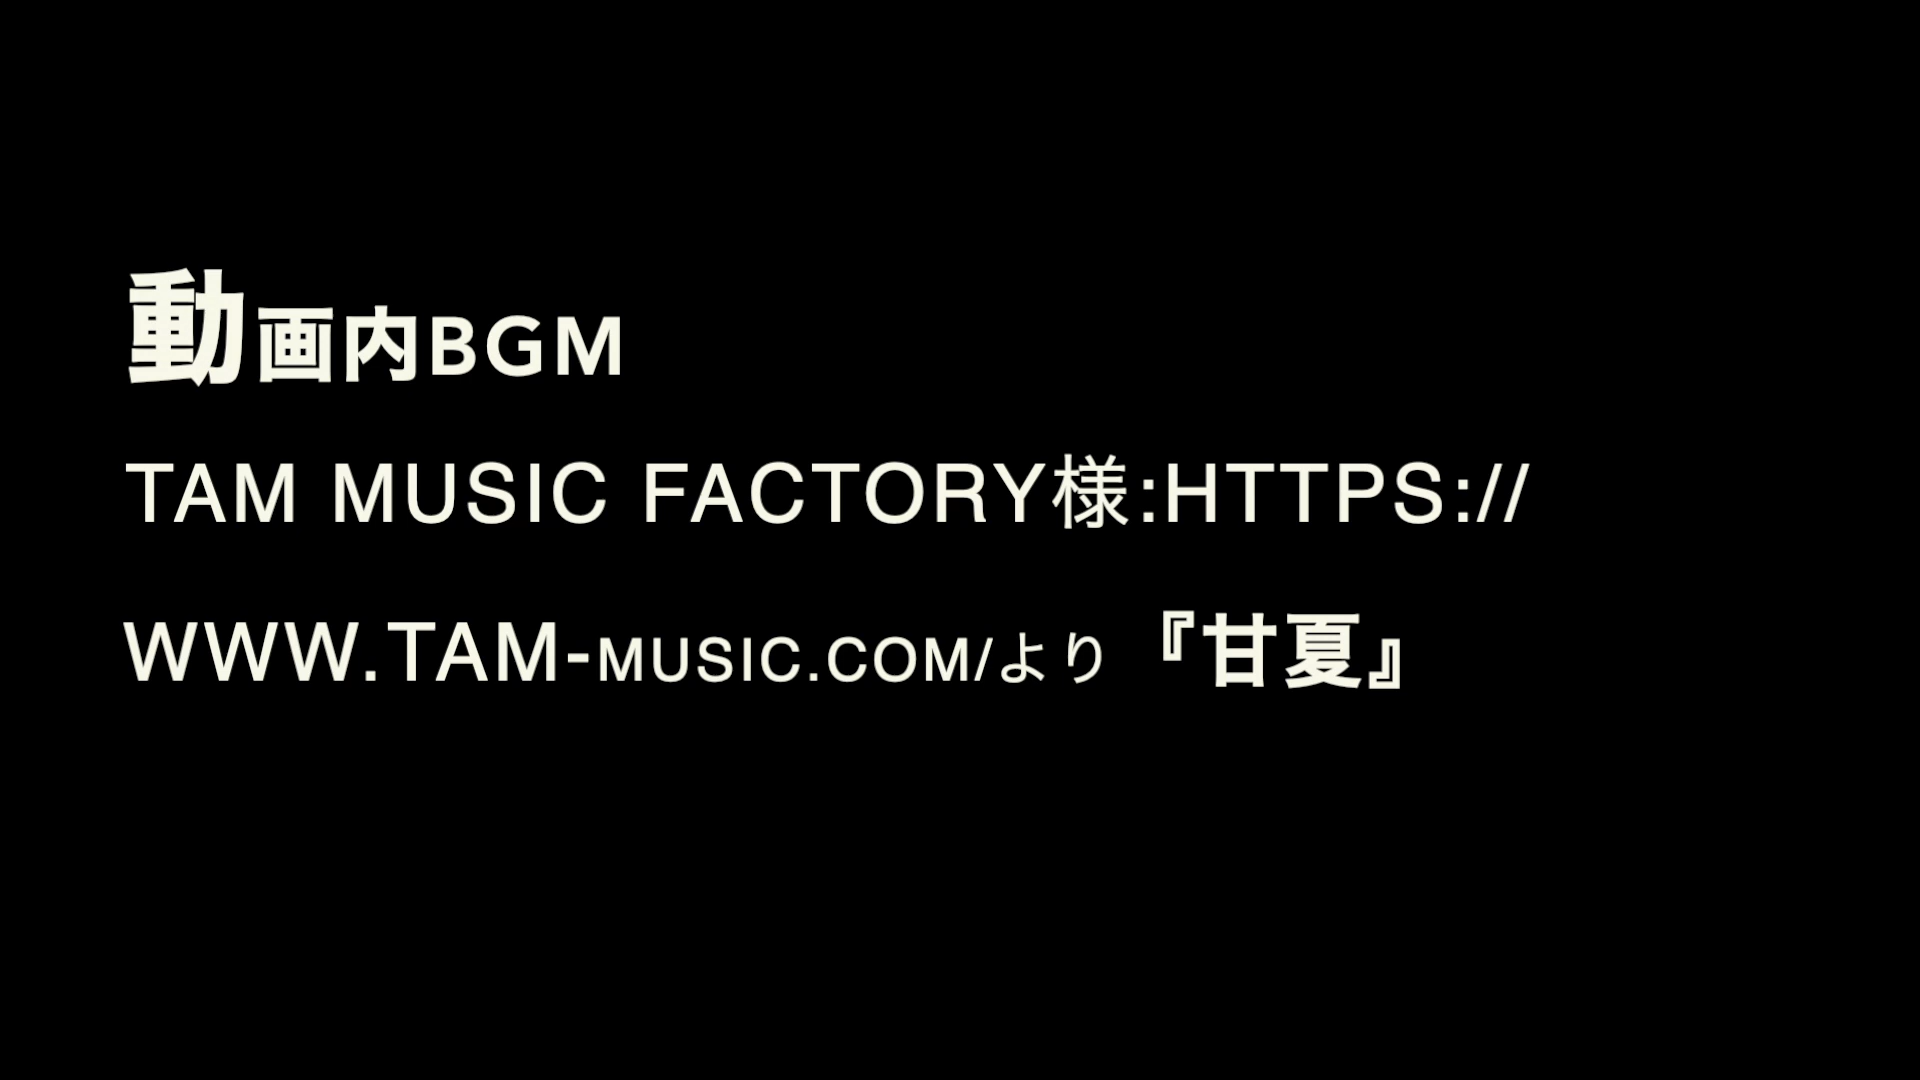 動画内BGM
TAM MUSIC FACTORY様:HTTPS://
WWW.TAM-MUSIC.COM/より『甘夏』